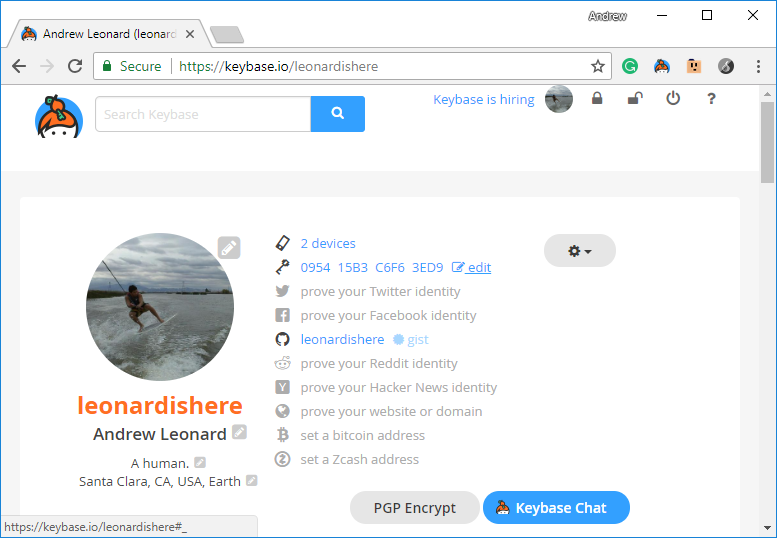 Andrew
Andrew Leonard (leonard
Secure https://keybase.io/leonardishere
Search Keybase
Keybase is hiring
?
2 devices
0954 15B3 C6F6 3ED9 edit
prove your Twitter identity
prove your Facebook identity
leonardishere gist
prove your Reddit identity
prove your Hacker News identity
prove your website or domain
set a bitcoin address
set a Zcash address
leonardishere
Andrew Leonard
A human.
Santa Clara, CA, USA, Earth
PGP Encrypt
Keybase Chat
https://keybase.io/leonardishere#_